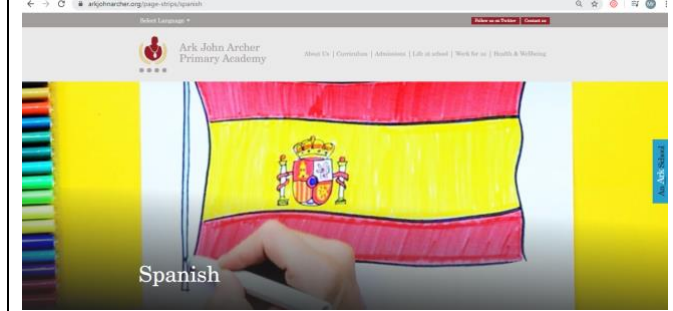 arkjohnarcher.org/page-strips/spanish
Select Language
Follow us on Twitter
Contact us
Ark John Archer
Primary Academy
About Us | Curriculum | Admissions | Life at school | Work for us | Health & Wellbeing
An Ark School
Spanish